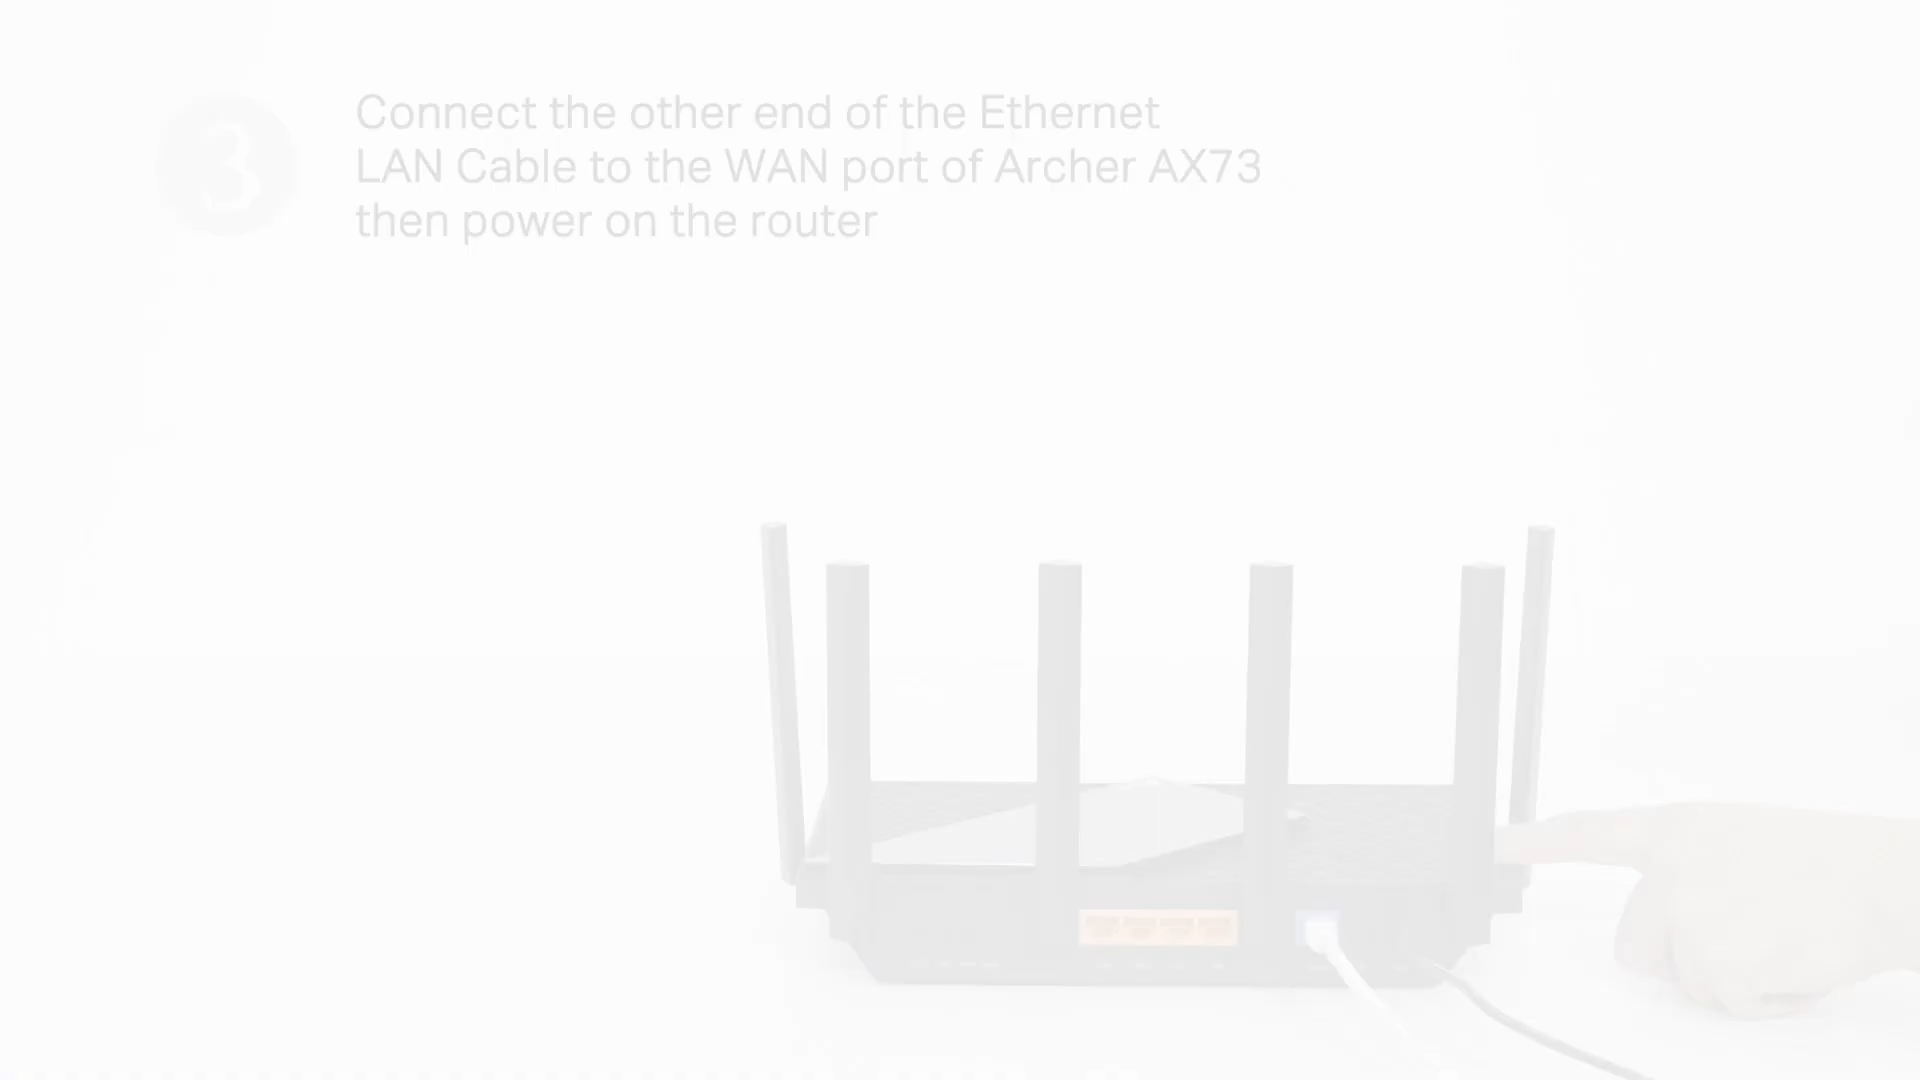 3
Connect the other end of the Ethernet
LAN Cable to the WAN port of Archer AX73
then power on the router